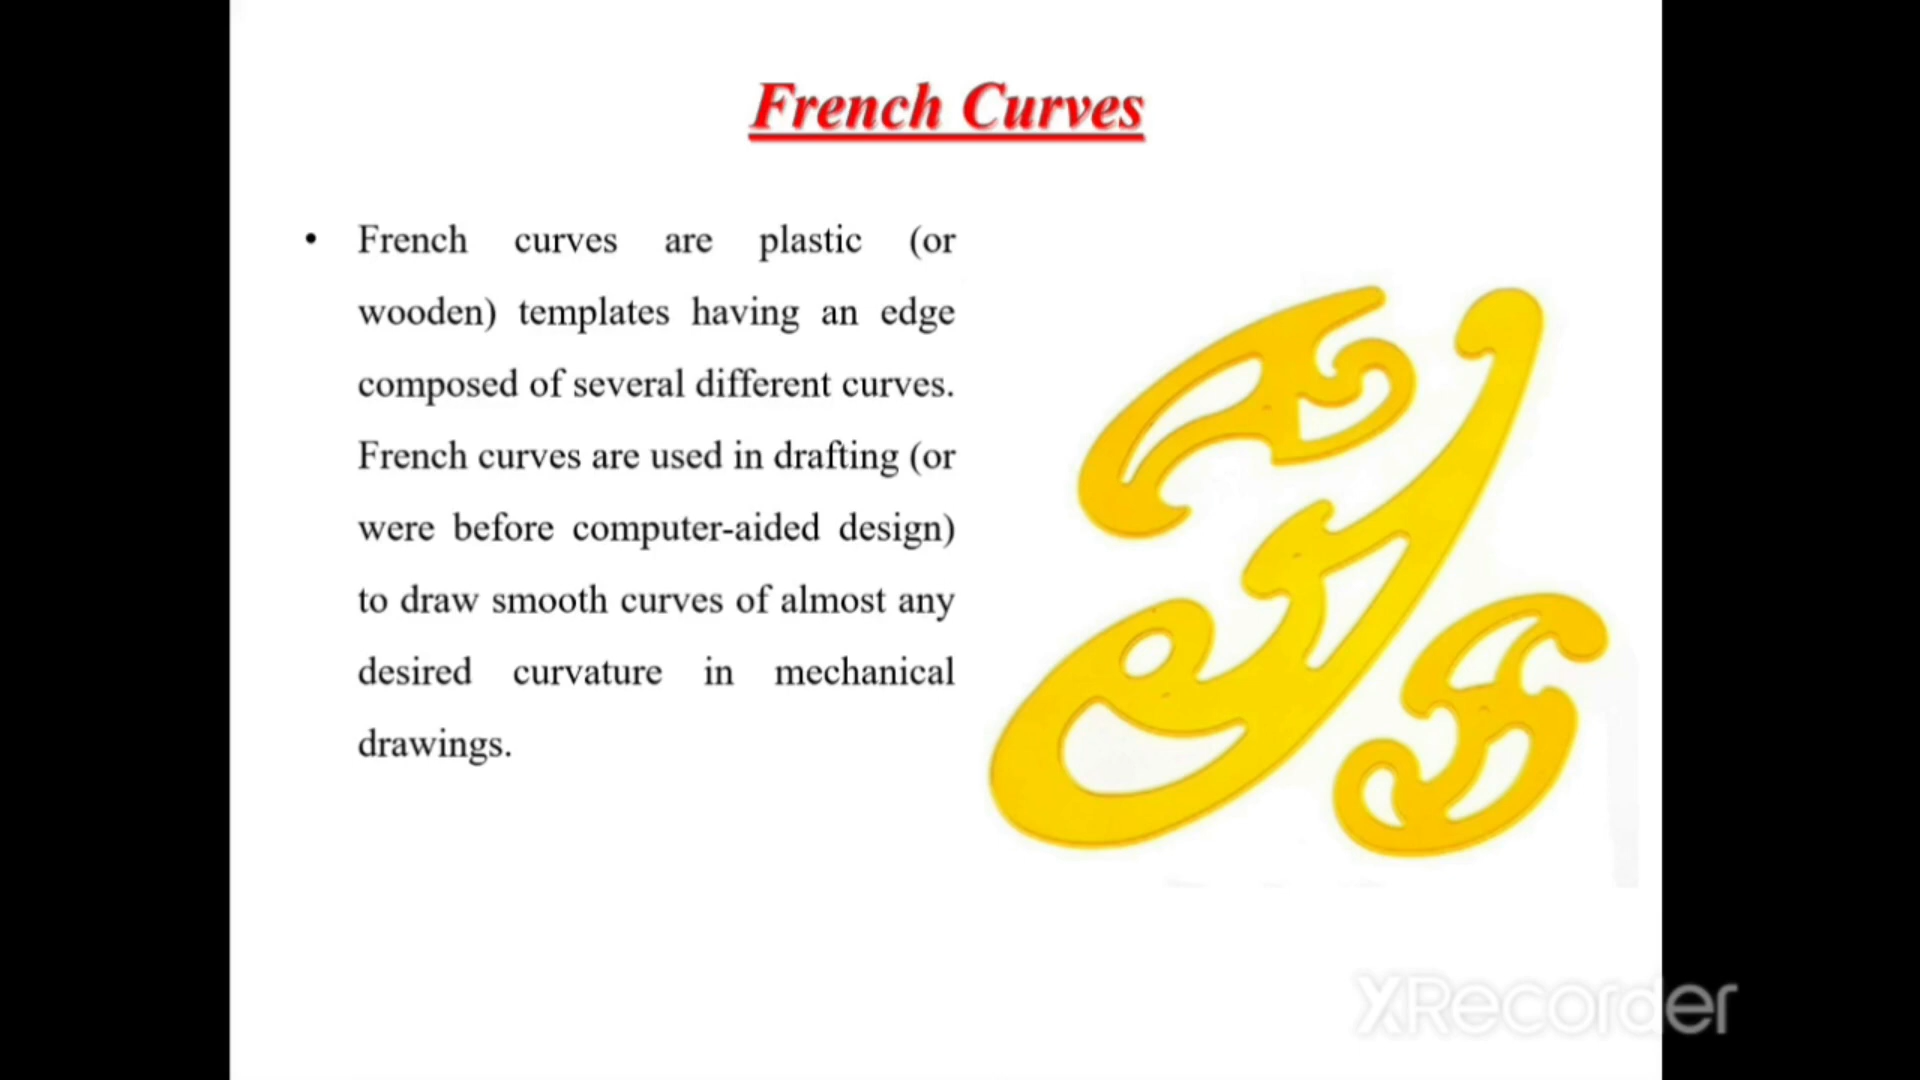 French Curves
• French curves are plastic (or
wooden) templates having an edge
composed of several different curves.
French curves are used in drafting (or
were before computer-aided design)
to draw smooth curves of almost any
desired curvature in mechanical
drawings.
XRecorder